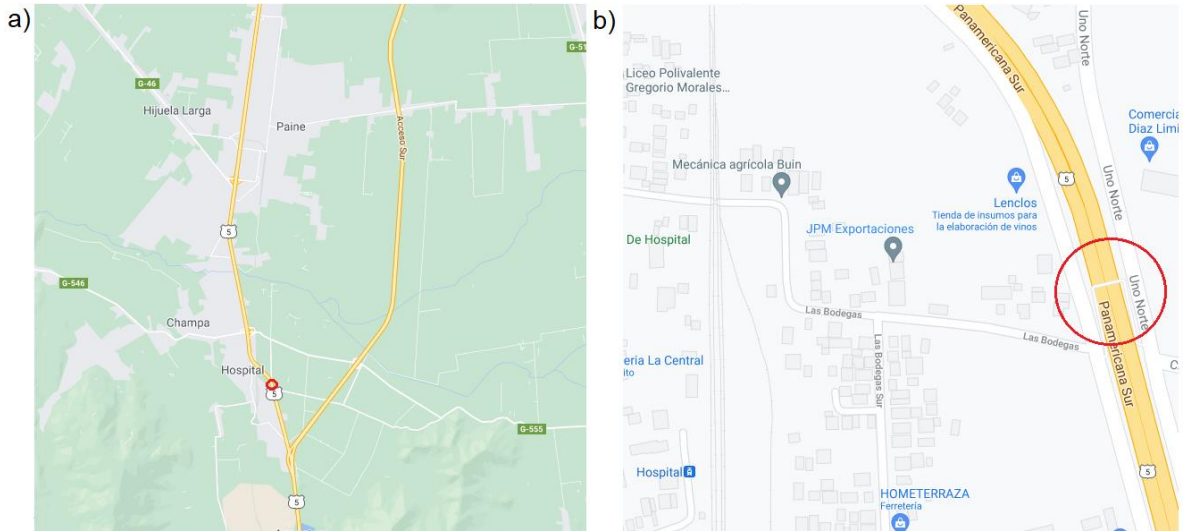 a)
G-51
G-46
Hijuela Larga
Paine
Acceso Sur
5
G-546
Champa
Hospital
5
G-555
5
b)
Panamericana Sur
Uno Norte
Liceo Polivalente
Gregorio Morales...
Comercia
Diaz Limi
Mecánica agrícola Buin
5
Lenclos
Tienda de insumos para
la elaboración de vinos
Uno Norte
De Hospital
JPM Exportaciones
Uno Norte
Las Bodegas
Panamericana Sur
Las Bodegas
eria La Central
ito
Las Bodegas Sur
C
Hospital
5
HOMETERRAZA
Ferretería